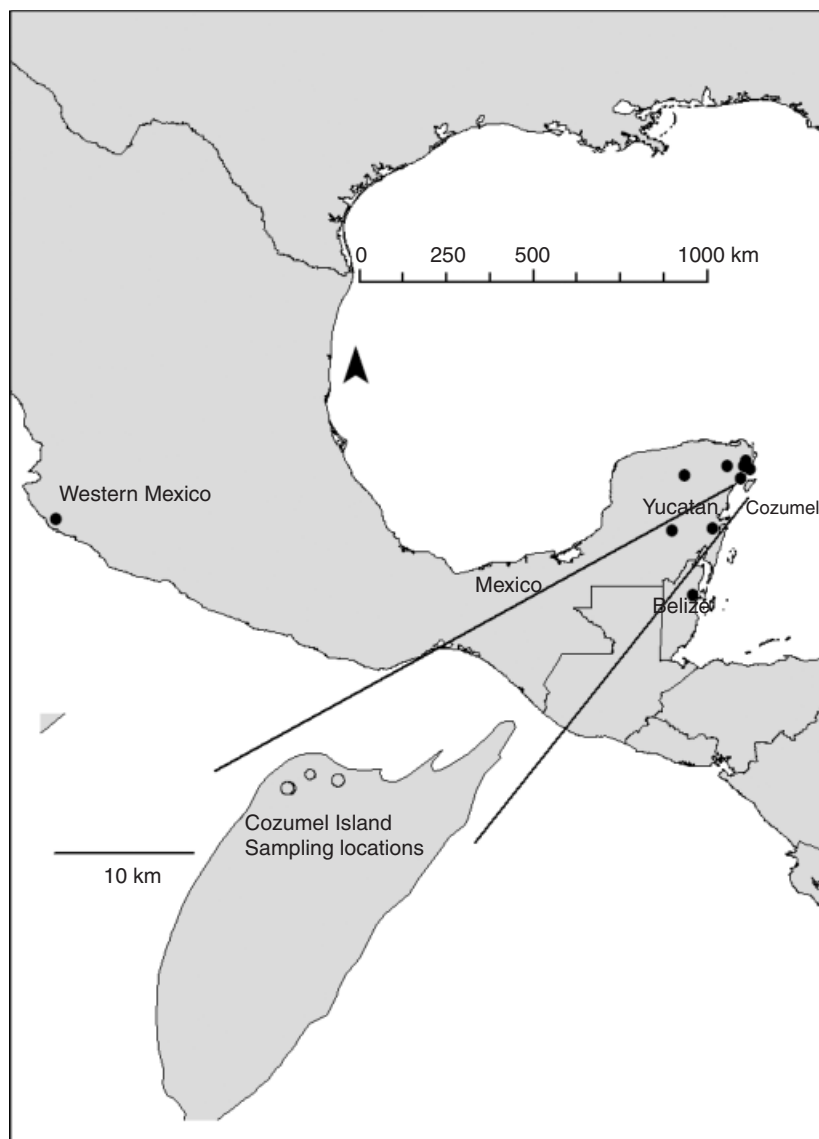 0 250 500 1000 km
Western Mexico
Yucatan
Cozumel
Mexico
Belize
Cozumel Island
Sampling locations
10 km